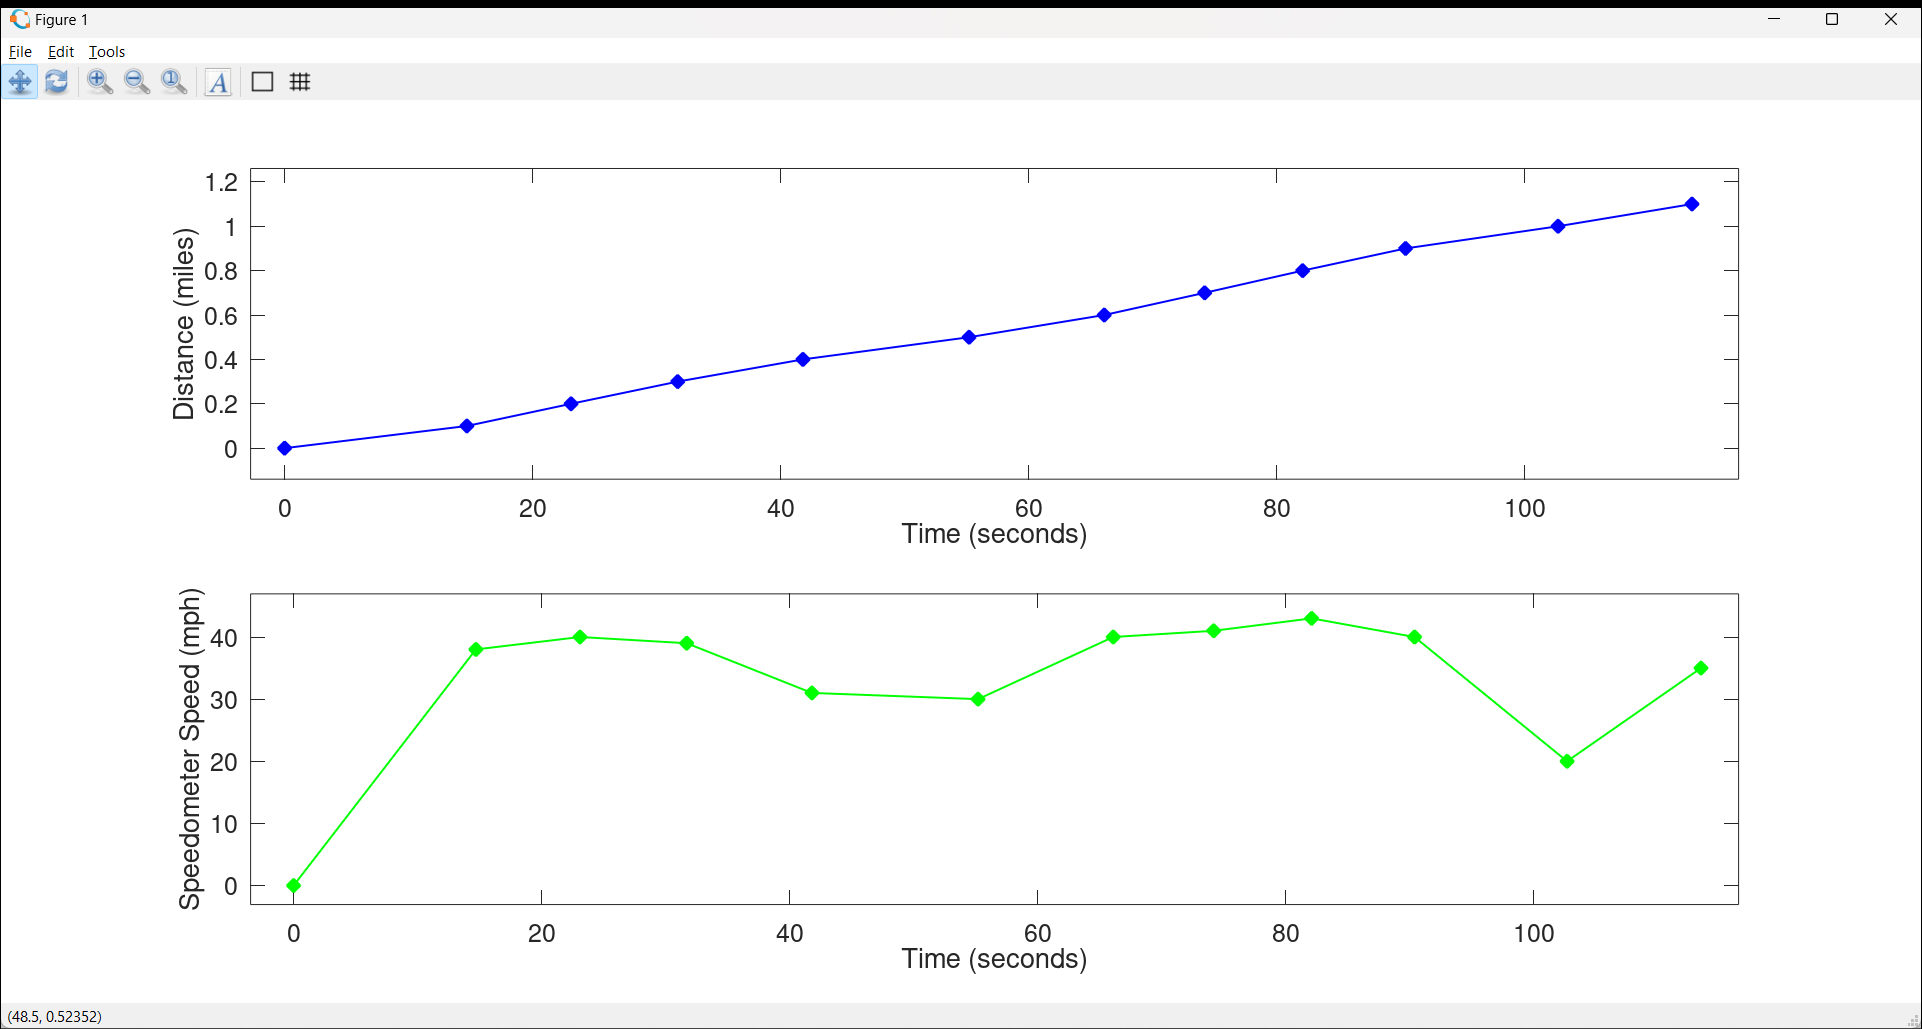 Figure 1
File Edit Tools
1
A
1.2
1
0.8
0.6
0.4
0.2
0
Distance (miles)
0 20 40 60 80 100
Time (seconds)
40
30
20
10
0
Speedometer Speed (mph)
0 20 40 60 80 100
Time (seconds)
(48.5, 0.52352)